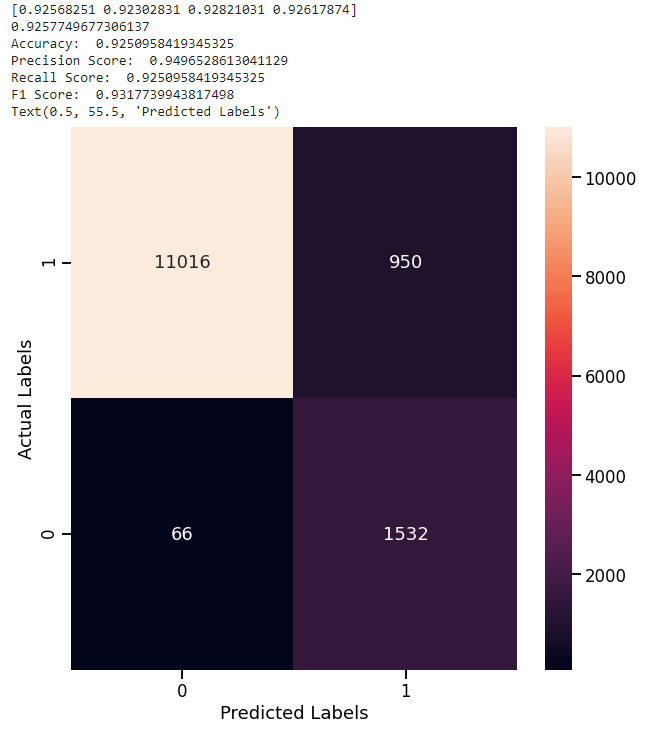 [0.92568251 0.92302831 0.92821031 0.92617874]
0.9257749677306137
Accuracy:  0.9250958419345325
Precision Score:  0.9496528613041129
Recall Score:  0.9250958419345325
F1 Score:  0.9317739943817498
Text(0.5, 55.5, 'Predicted Labels')
10000
8000
6000
4000
2000
11016
950
66
1532
1
0
Actual Labels
0
1
Predicted Labels